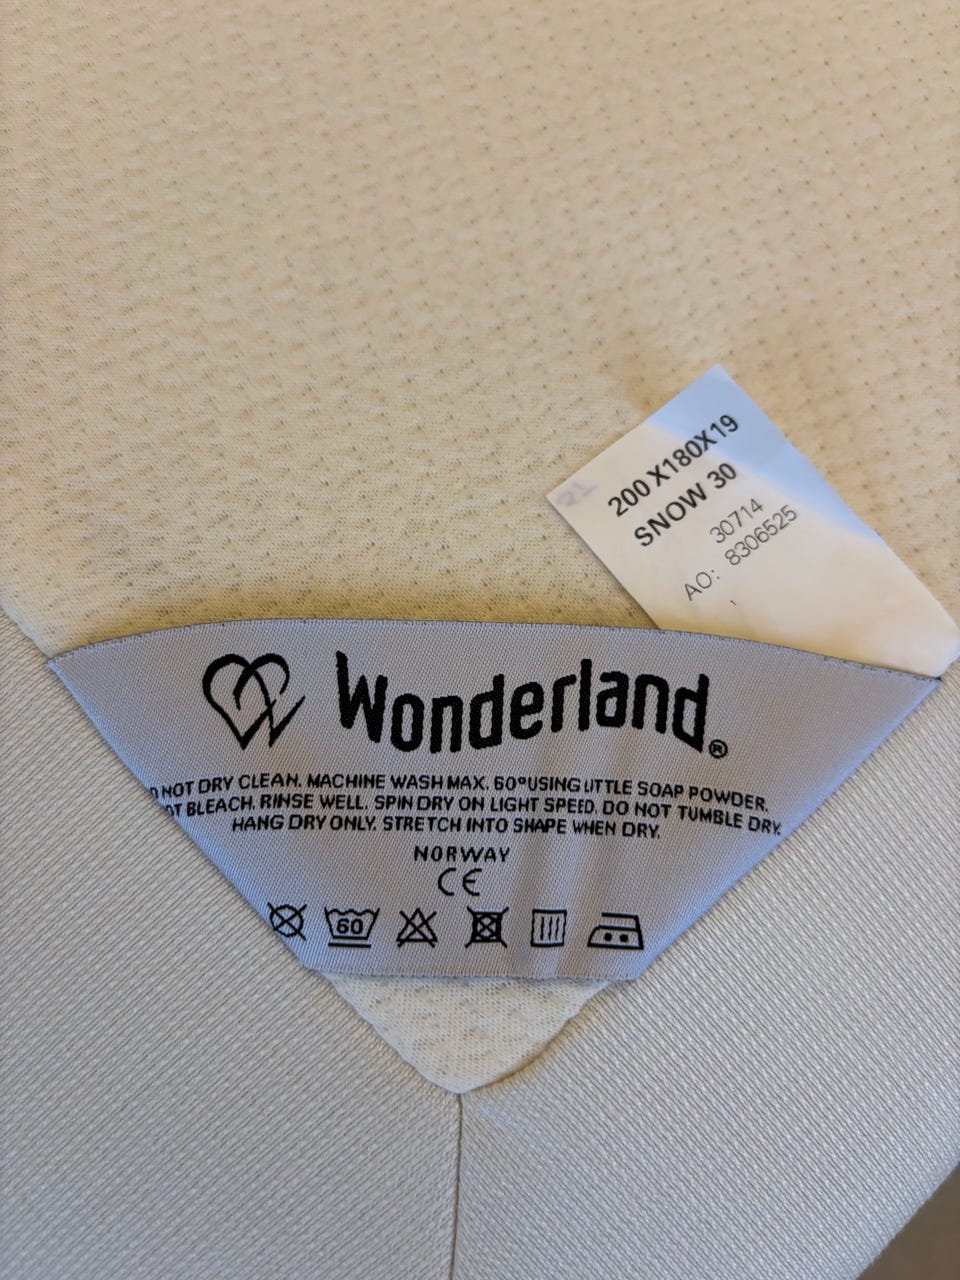 200 X180X19
SNOW 30
30714
AO: 8306525
Wonderland®
NOT DRY CLEAN. MACHINE WASH MAX. 60° USING LITTLE SOAP POWDER.
BLEACH. RINSE WELL. SPIN DRY ON LIGHT SPEED. DO NOT TUMBLE DRY.
HANG DRY ONLY. STRETCH INTO SHAPE WHEN DRY.
NORWAY
CE
60